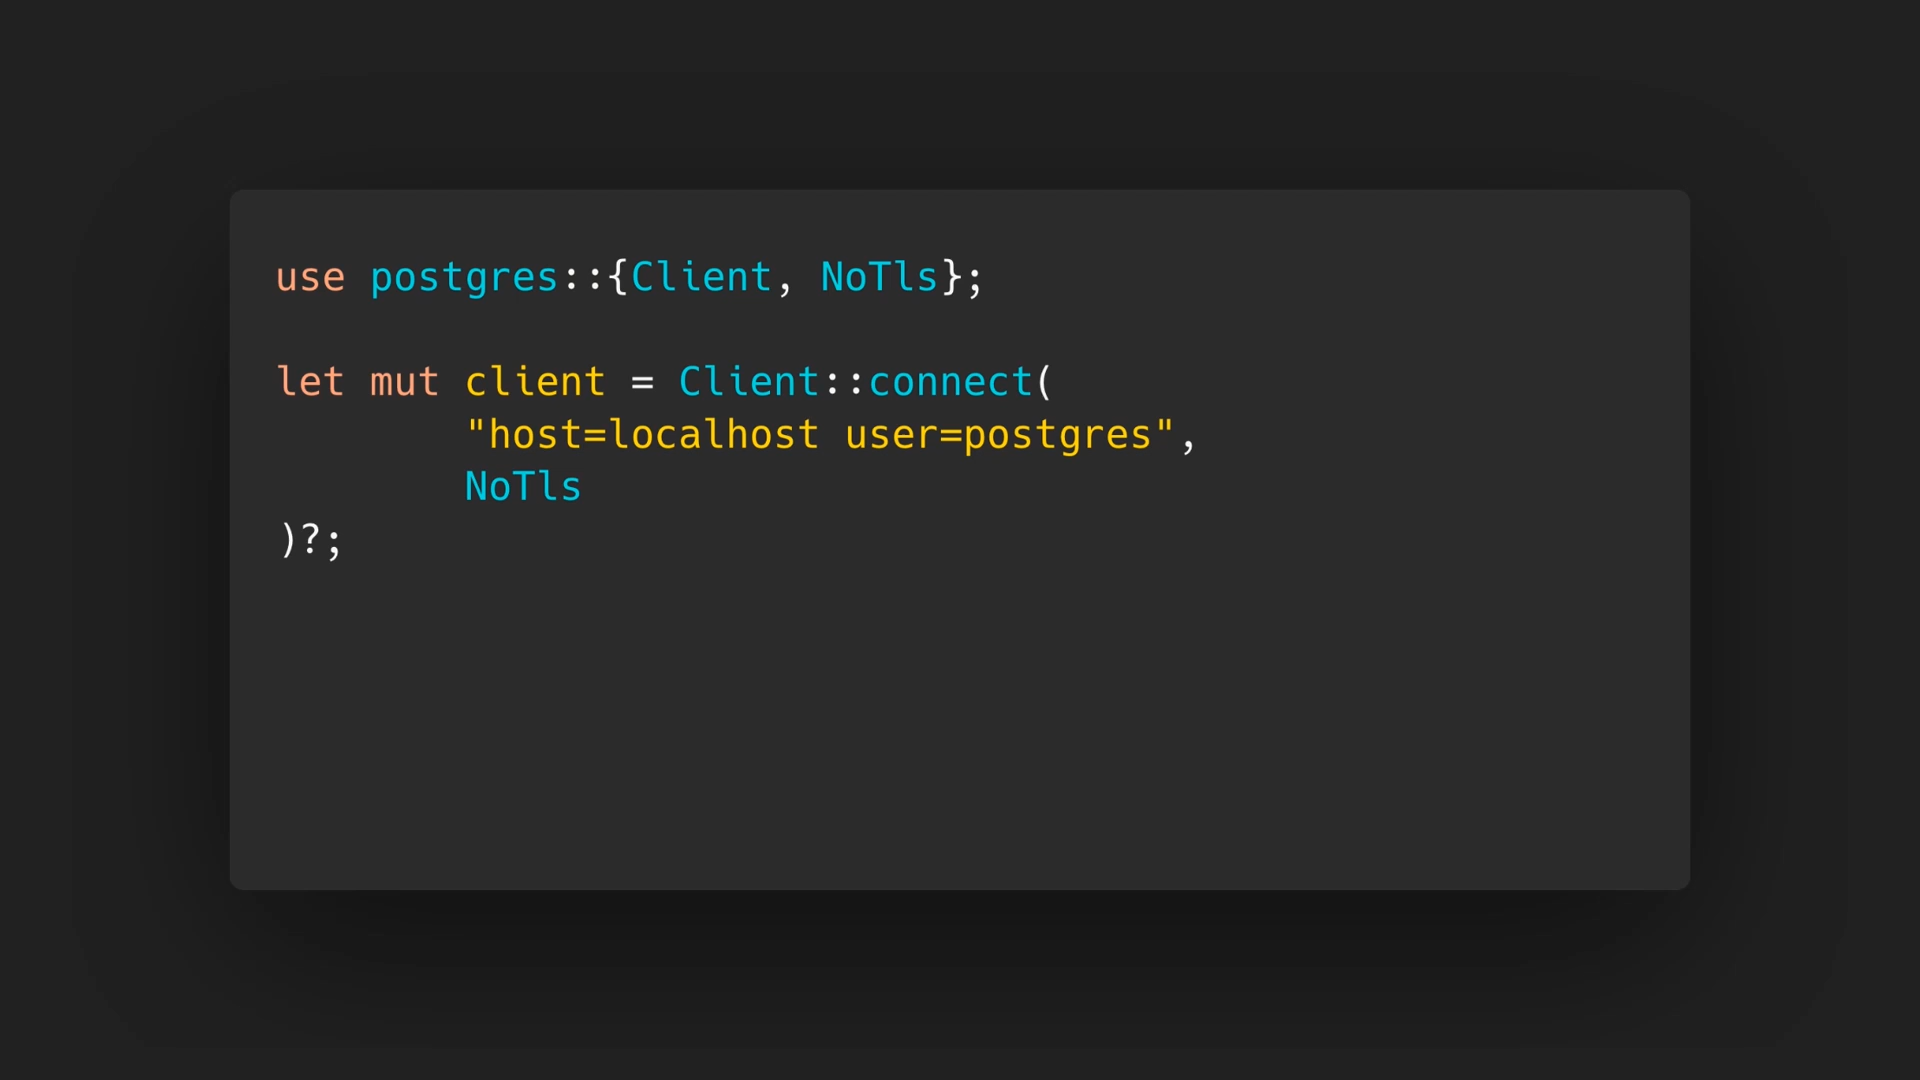 use postgres::{Client, NoTls};
let mut client = Client::connect(
"host=localhost user=postgres",
NoTls
)?;